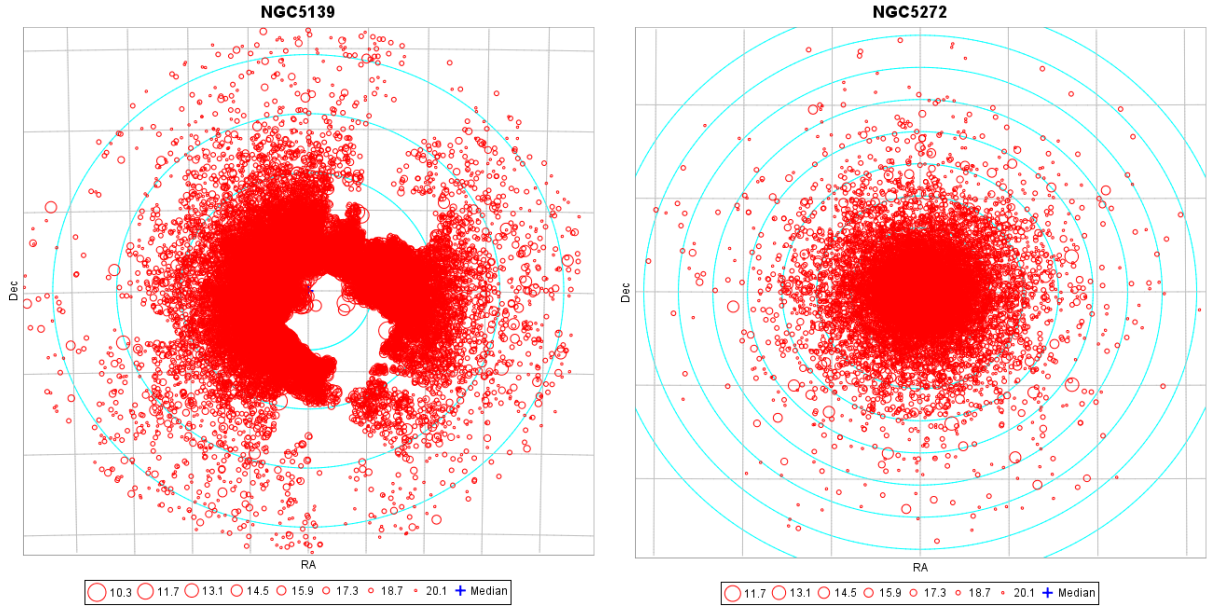 NGC5139
Dec
RA
10.3 11.7 13.1 14.5 15.9 17.3 18.7 20.1 Median
NGC5272
Dec
RA
11.7 13.1 14.5 15.9 17.3 18.7 20.1 Median